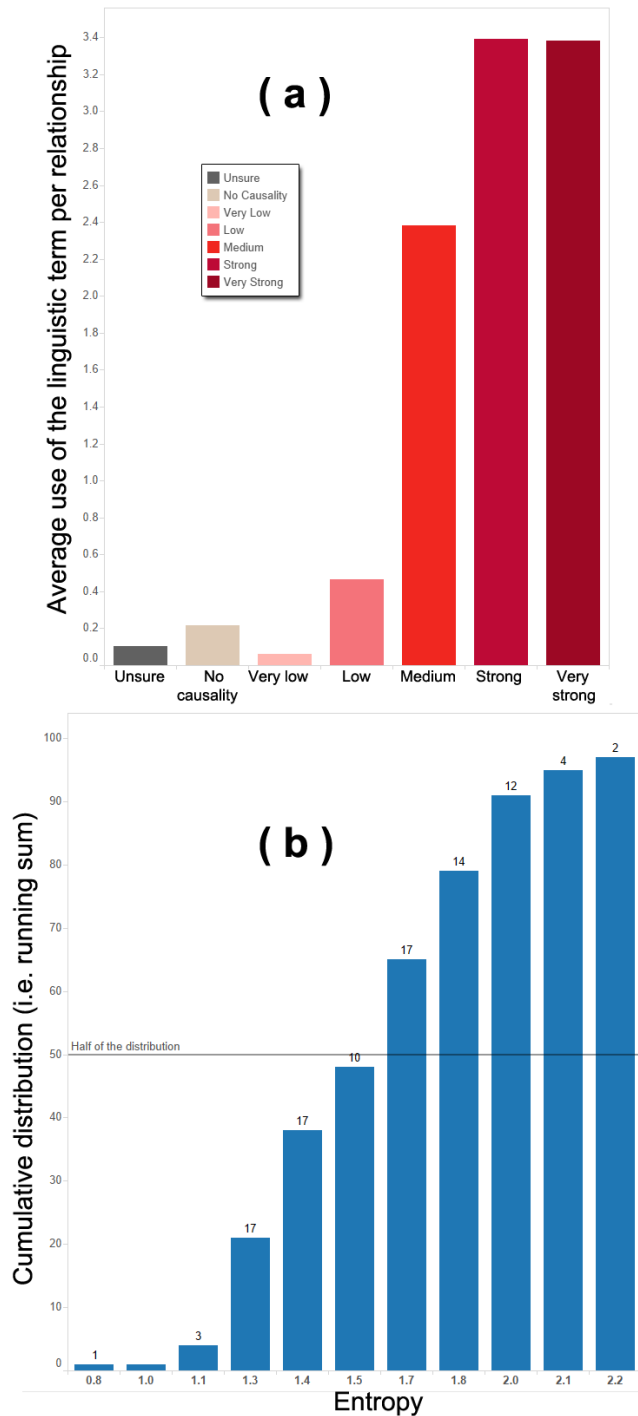 Average use of the linguistic term per relationship
3.4
3.2
3.0
2.8
2.6
2.4
2.2
2.0
1.8
1.6
1.4
1.2
1.0
0.8
0.6
0.4
0.2
0.0
( a )
Unsure
No Causality
Very Low
Low
Medium
Strong
Very Strong
Unsure No causality Very low Low Medium Strong Very strong
Cumulative distribution (i.e. running sum)
100
90
80
70
60
50
40
30
20
10
0
( b )
Half of the distribution
1 3 17 17 10 17 14 12 4 2
0.8 1.0 1.1 1.3 1.4 1.5 1.7 1.8 2.0 2.1 2.2
Entropy